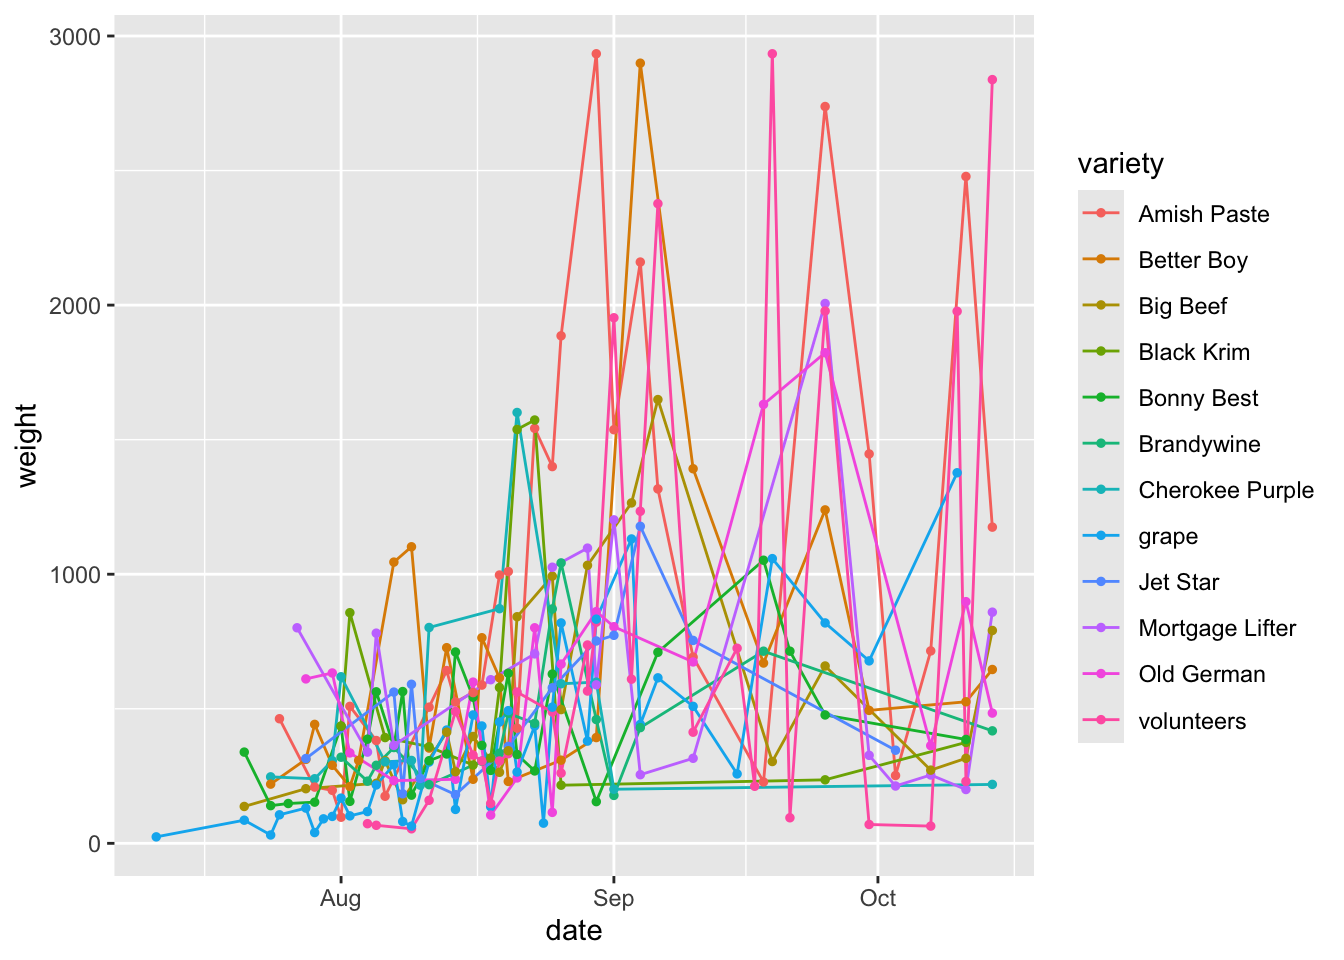 3000
2000
1000
0
weight
Aug
Sep
Oct
date
variety
Amish Paste
Better Boy
Big Beef
Black Krim
Bonny Best
Brandywine
Cherokee Purple
grape
Jet Star
Mortgage Lifter
Old German
volunteers